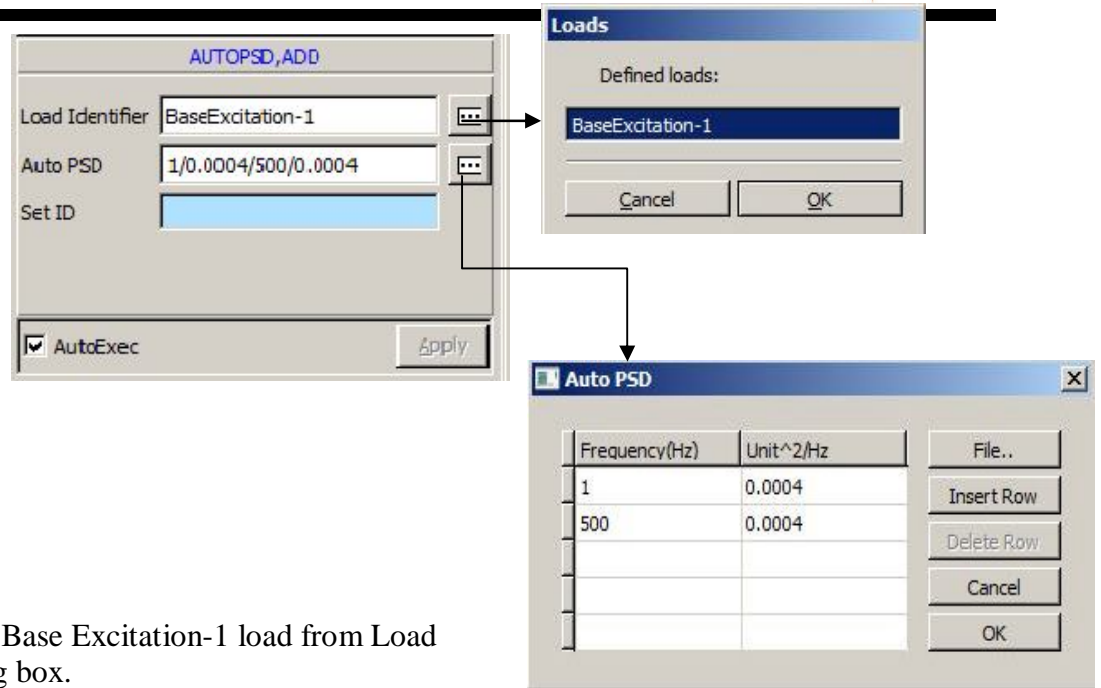 AUTOPSD,ADD
Load Identifier BaseExcitation-1
Auto PSD 1/0.0004/500/0.0004
Set ID
AutoExec Apply
Loads
Defined loads:
BaseExcitation-1
Cancel OK
Auto PSD
Frequency(Hz) Unit^2/Hz File..
1 0.0004 Insert Row
500 0.0004 Delete Row
Cancel
OK
Base Excitation-1 load from Load
box.